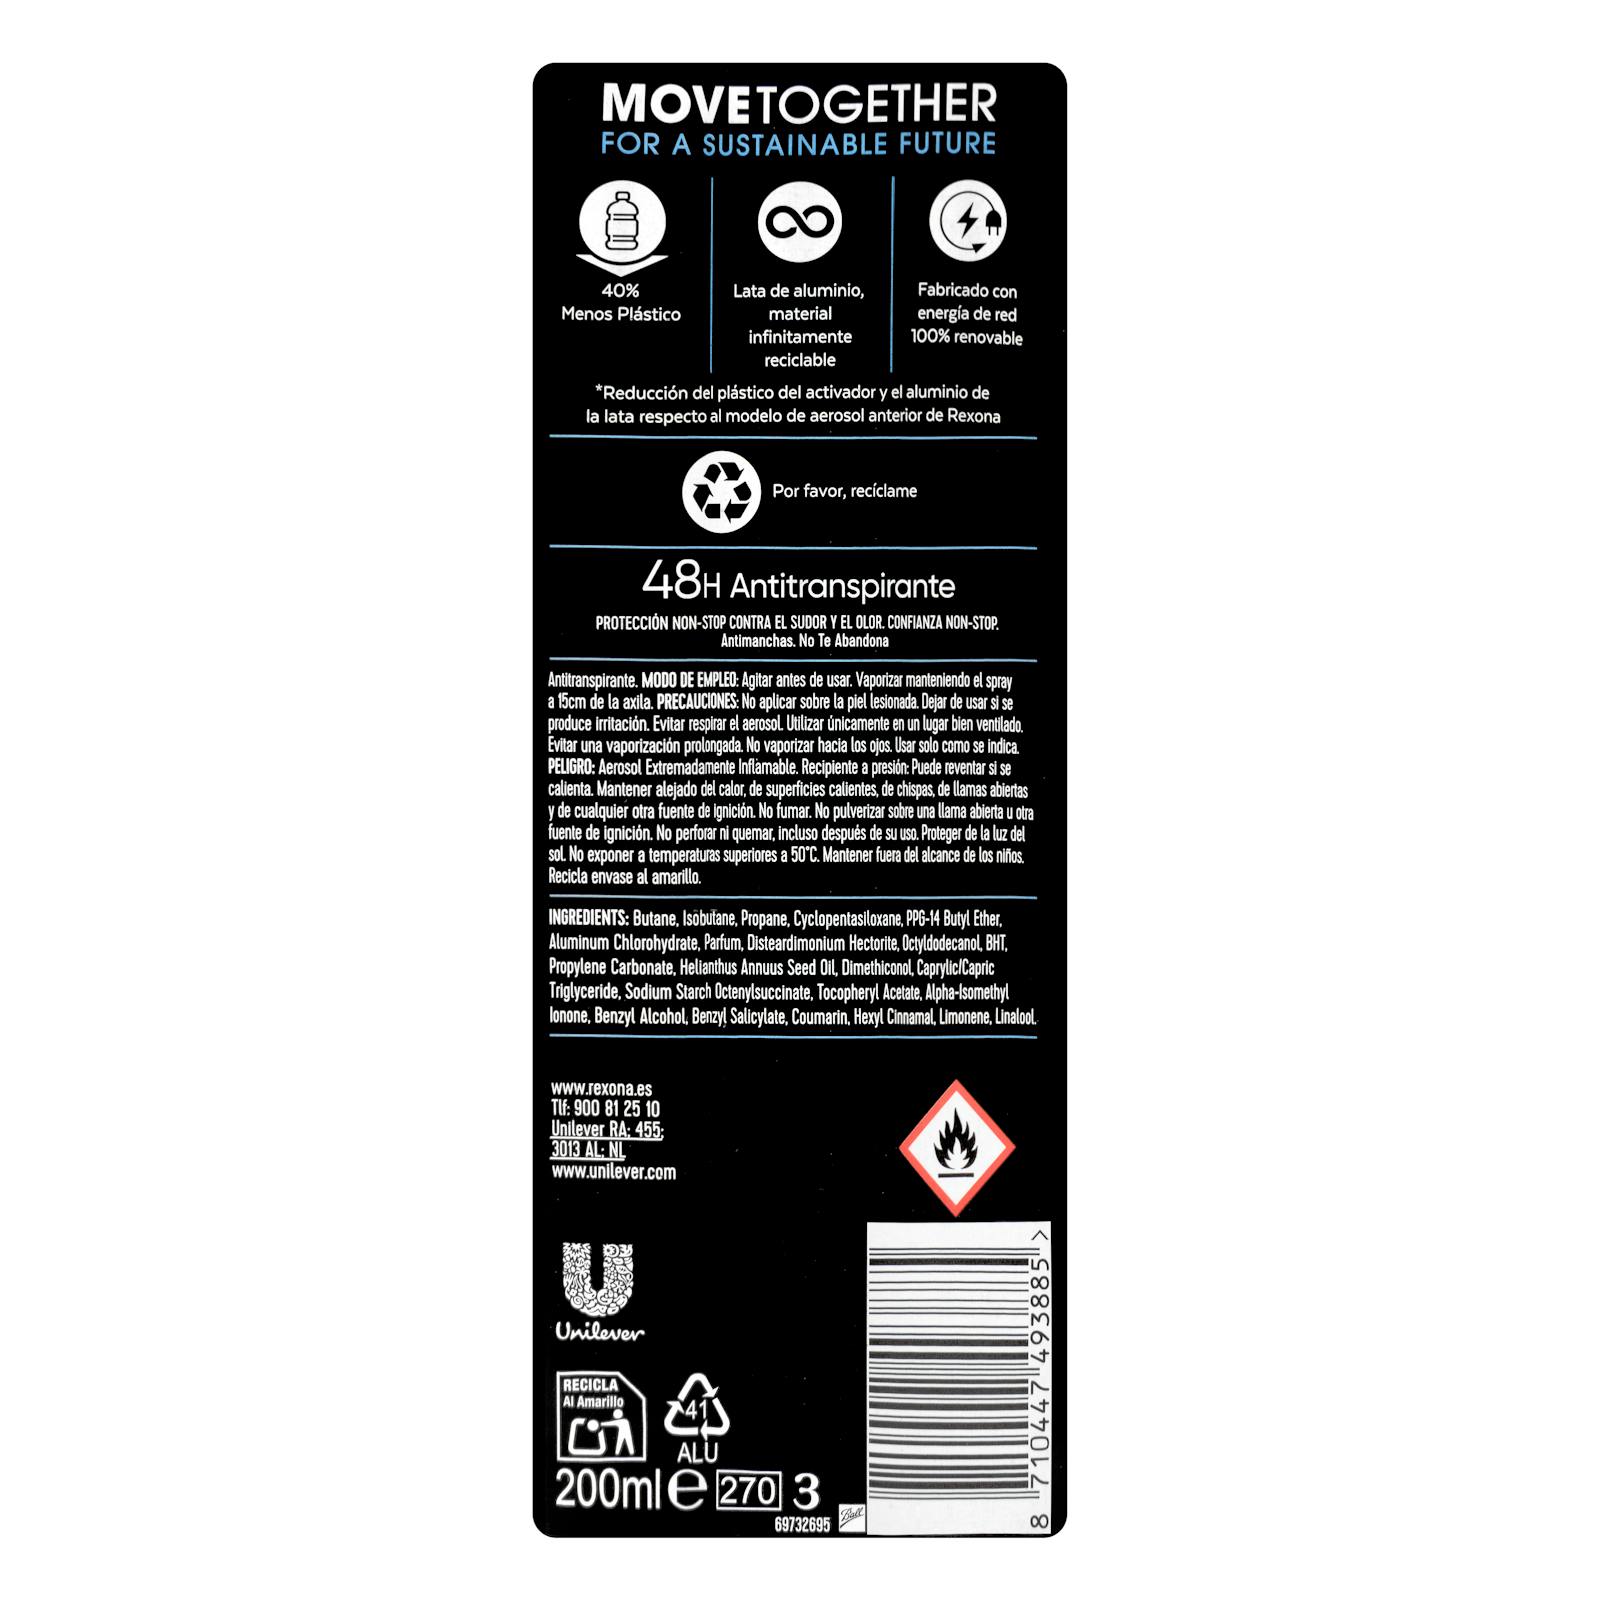 MOVETOGETHER
FOR A SUSTAINABLE FUTURE
40%
Menos Plástico
Lata de aluminio,
material
infinitamente
reciclable
Fabricado con
energía de red
100% renovable
*Reducción del plástico del activador y el aluminio de
la lata respecto al modelo de aerosol anterior de Rexona
Por favor, recíclame
48H Antitranspirante
PROTECCIÓN NON-STOP CONTRA EL SUDOR Y EL OLOR. CONFIANZA NON-STOP.
Antimanchas. No Te Abandona
Antitranspirante. MODO DE EMPLEO: Agitar antes de usar. Vaporizar manteniendo el spray
a 15cm de la axila. PRECAUCIONES: No aplicar sobre la piel lesionada. Dejar de usar si se
produce irritación. Evitar respirar el aerosol. Utilizar únicamente en un lugar bien ventilado.
Evitar una vaporización prolongada. No vaporizar hacia los ojos. Usar solo como se indica.
PELIGRO: Aerosol Extremadamente Inflamable. Recipiente a presión: Puede reventar si se
calienta. Mantener alejado del calor, de superficies calientes, de chispas, de llamas abiertas
y de cualquier otra fuente de ignición. No fumar. No pulverizar sobre una llama abierta u otra
fuente de ignición. No perforar ni quemar, incluso después de su uso. Proteger de la luz del
sol. No exponer a temperaturas superiores a 50°C. Mantener fuera del alcance de los niños.
Recicla envase al amarillo.
INGREDIENTS: Butane, Isobutane, Propane, Cyclopentasiloxane, PPG-14 Butyl Ether,
Aluminum Chlorohydrate, Parfum, Disteardimonium Hectorite, Octyldodecanol, BHT,
Propylene Carbonate, Helianthus Annuus Seed Oil, Dimethiconol, Caprylic/Capric
Triglyceride, Sodium Starch Octenylsuccinate, Tocopheryl Acetate, Alpha-Isomethyl
Ionone, Benzyl Alcohol, Benzyl Salicylate, Coumarin, Hexyl Cinnamal, Limonene, Linalool.
www.rexona.es
Tlf: 900 81 25 10
Unilever RA; 455;
3013 AL; NL
www.unilever.com
Unilever
RECICLA
Al Amarillo
41
ALU
200ml e 270 3
69732695
Ball
8 710447 493885 >